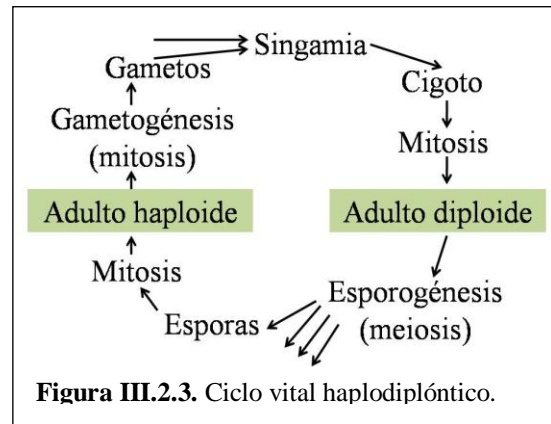 Singamia
Gametos
Cigoto
Gametogénesis
(mitosis)
Mitosis
Adulto haploide
Adulto diploide
Mitosis
Esporogénesis
(meiosis)
Esporas
Figura III.2.3. Ciclo vital haplodiplóntico.